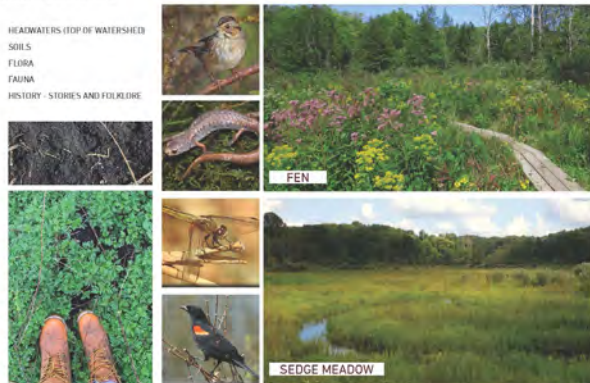 HEADWATERS (TOP OF WATERSHED)
SOILS
FLORA
FAUNA
HISTORY - STORIES AND FOLKLORE
FEN
SEDGE MEADOW